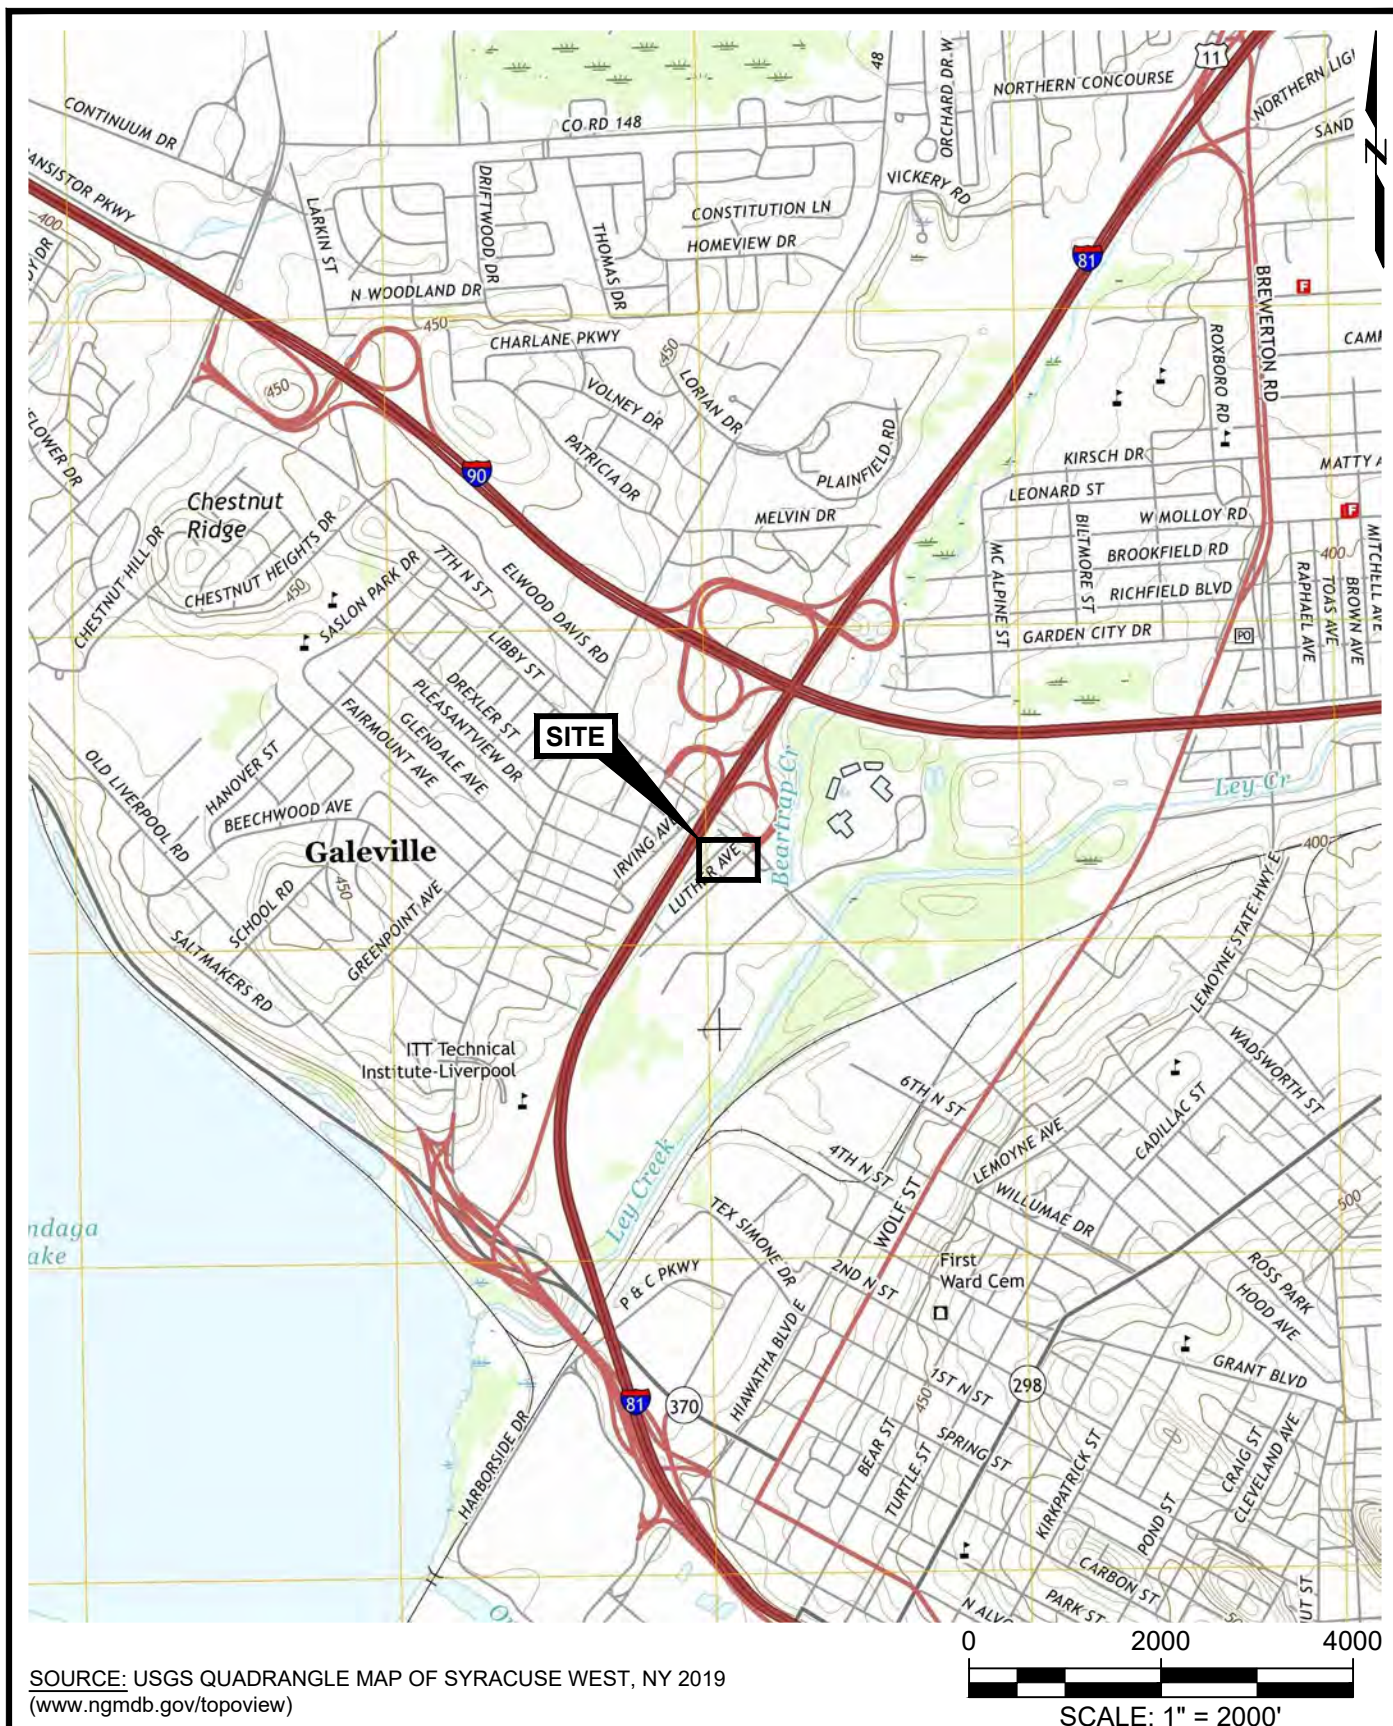 11
NORTHERN CONCOURSE
NORTHERN LIGH
SAND
ORCHARD DR W
48
CONTINUUM DR
CO RD 148
N
ANSISTOR PKWY
400
LARKIN ST
DRIFTWOOD DR
THOMAS DR
VICKERY RD
CONSTITUTION LN
HOMEVIEW DR
81
BREWERTON RD
F
N WOODLAND DR
450
CHARLANE PKWY
450
LORIAN DR
VOLNEY DR
450
ROXBORO RD
CAMP
FLOWER DR
PATRICIA DR
PLAINFIELD RD
KIRSCH DR
MATTY A
90
LEONARD ST
Chestnut
Ridge
MELVIN DR
W MOLLOY RD
F
BILTMORE ST
MC ALPINE ST
BROOKFIELD RD
400
MITCHELL AVE
CHESTNUT HILL DR
CHESTNUT HEIGHTS DR
450
SASLON PARK DR
7TH N ST
ELWOOD DAVIS RD
RICHFIELD BLVD
RAPHAEL AVE
TOAS AVE
BROWN AVE
GARDEN CITY DR
PO
LIBBY ST
DREXLER ST
PLEASANTVIEW DR
GLENDALE AVE
FAIRMOUNT AVE
SITE
OLD LIVERPOOL RD
HANOVER ST
BEECHWOOD AVE
Beartrap Cr
Ley Cr
Galeville
IRVING AVE
LUTHER AVE
400
450
SCHOOL RD
GREENPOINT AVE
SALT MAKERS RD
LEMOYNE STATE HWY E
ITT Technical
Institute-Liverpool
WADSWORTH ST
6TH N ST
CADILLAC ST
LEMOYNE AVE
4TH N ST
WILLUMAE DR
WOLF ST
Ley Creek
500
ndaga
ake
TEX SIMONE DR
P & C PKWY
2ND N ST
First
Ward Cem
ROSS PARK
HOOD AVE
HIAWATHA BLVD E
GRANT BLVD
1ST N ST
298
81
370
450
HARBORSIDE DR
BEAR ST
TURTLE ST
SPRING ST
KIRKPATRICK ST
CRAIG ST
CLEVELAND AVE
POND ST
CARBON ST
PARK ST
N ALVO
UT ST
SOURCE: USGS QUADRANGLE MAP OF SYRACUSE WEST, NY 2019
(www.ngmdb.gov/topoview)
0 2000 4000
SCALE: 1" = 2000'